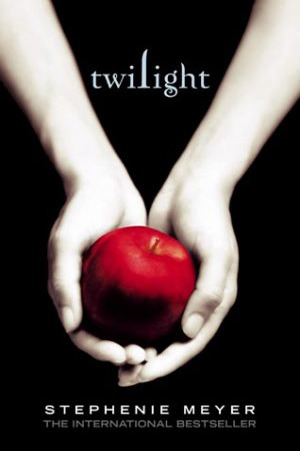 twilight
STEPHENIE MEYER
THE INTERNATIONAL BESTSELLER